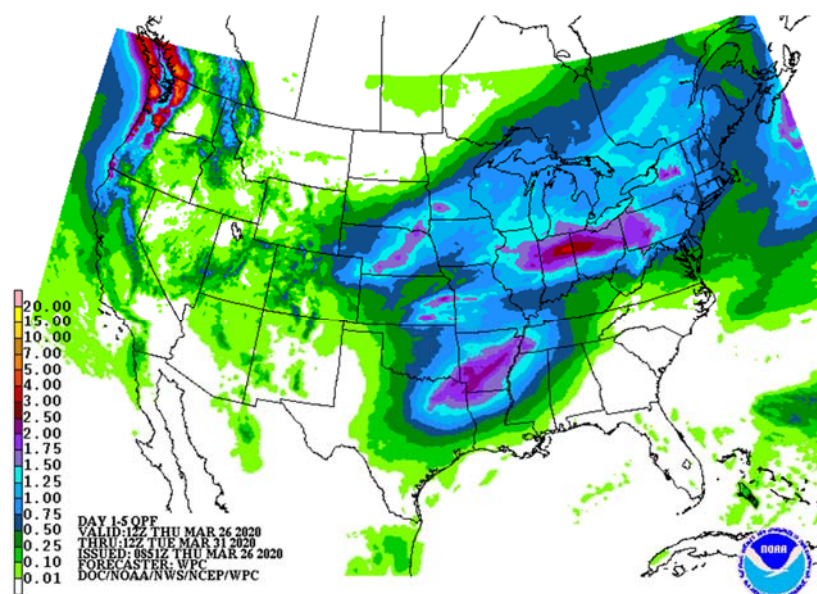 20.00
15.00
10.00
7.00
5.00
4.00
3.00
2.50
2.00
1.75
1.50
1.25
1.00
0.75
0.50
0.25
0.10
0.01
DAY 1-5 QPF
VALID:12Z THU MAR 26 2020
THRU:12Z TUE MAR 31 2020
ISSUED: 0851Z THU MAR 26 2020
FORECASTER: WPC
DOC/NOAA/NWS/NCEP/WPC
NOAA